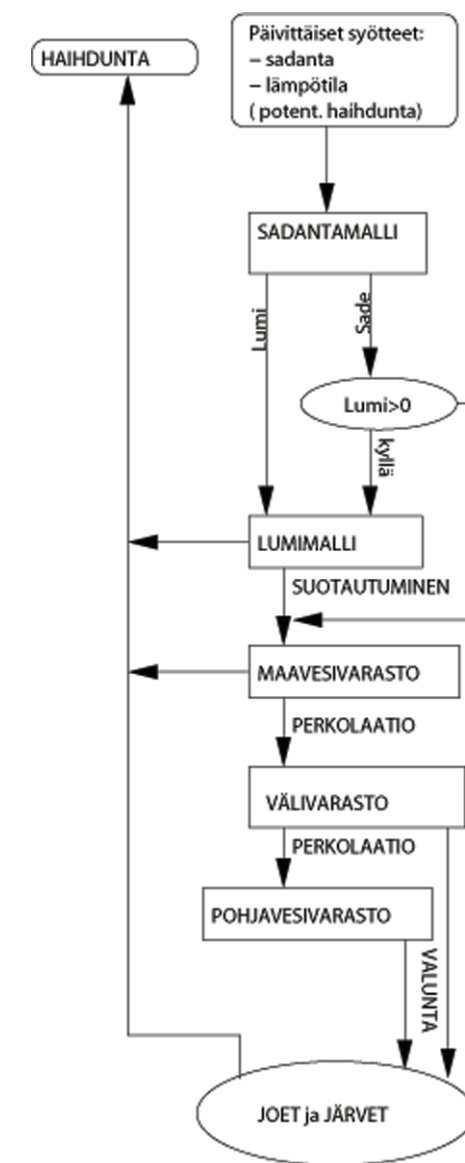 HAIHDUNTA
Päivittäiset syötteet:
– sadanta
– lämpötila
( potent. haihdunta)
SADANTAMALLI
Lumi
Sade
Lumi>0
kyllä
LUMIMALLI
SUOTAUTUMINEN
MAAVESIVARASTO
PERKOLAATIO
VÄLIVARASTO
PERKOLAATIO
POHJAVESIVARASTO
VALUNTA
JOET ja JÄRVET